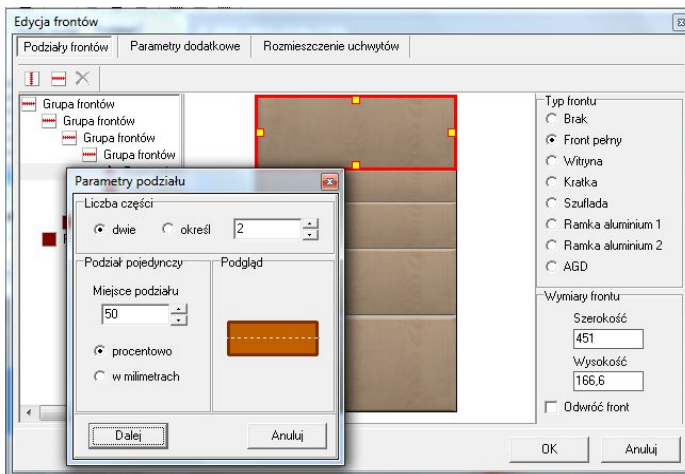 Edycja frontów
Podziały frontów Parametry dodatkowe Rozmieszczenie uchwytów
Grupa frontów
Grupa frontów
Grupa frontów
Grupa frontów
Parametry podziału
Liczba części
dwie określ 2
Podział pojedynczy
Miejsce podziału
50
procentowo
w milimetrach
Podgląd
Dalej Anuluj
Typ frontu
Brak
Front pełny
Witryna
Kratka
Szuflada
Ramka aluminium 1
Ramka aluminium 2
AGD
Wymiary frontu
Szerokość
451
Wysokość
166,6
Odwróć front
OK Anuluj